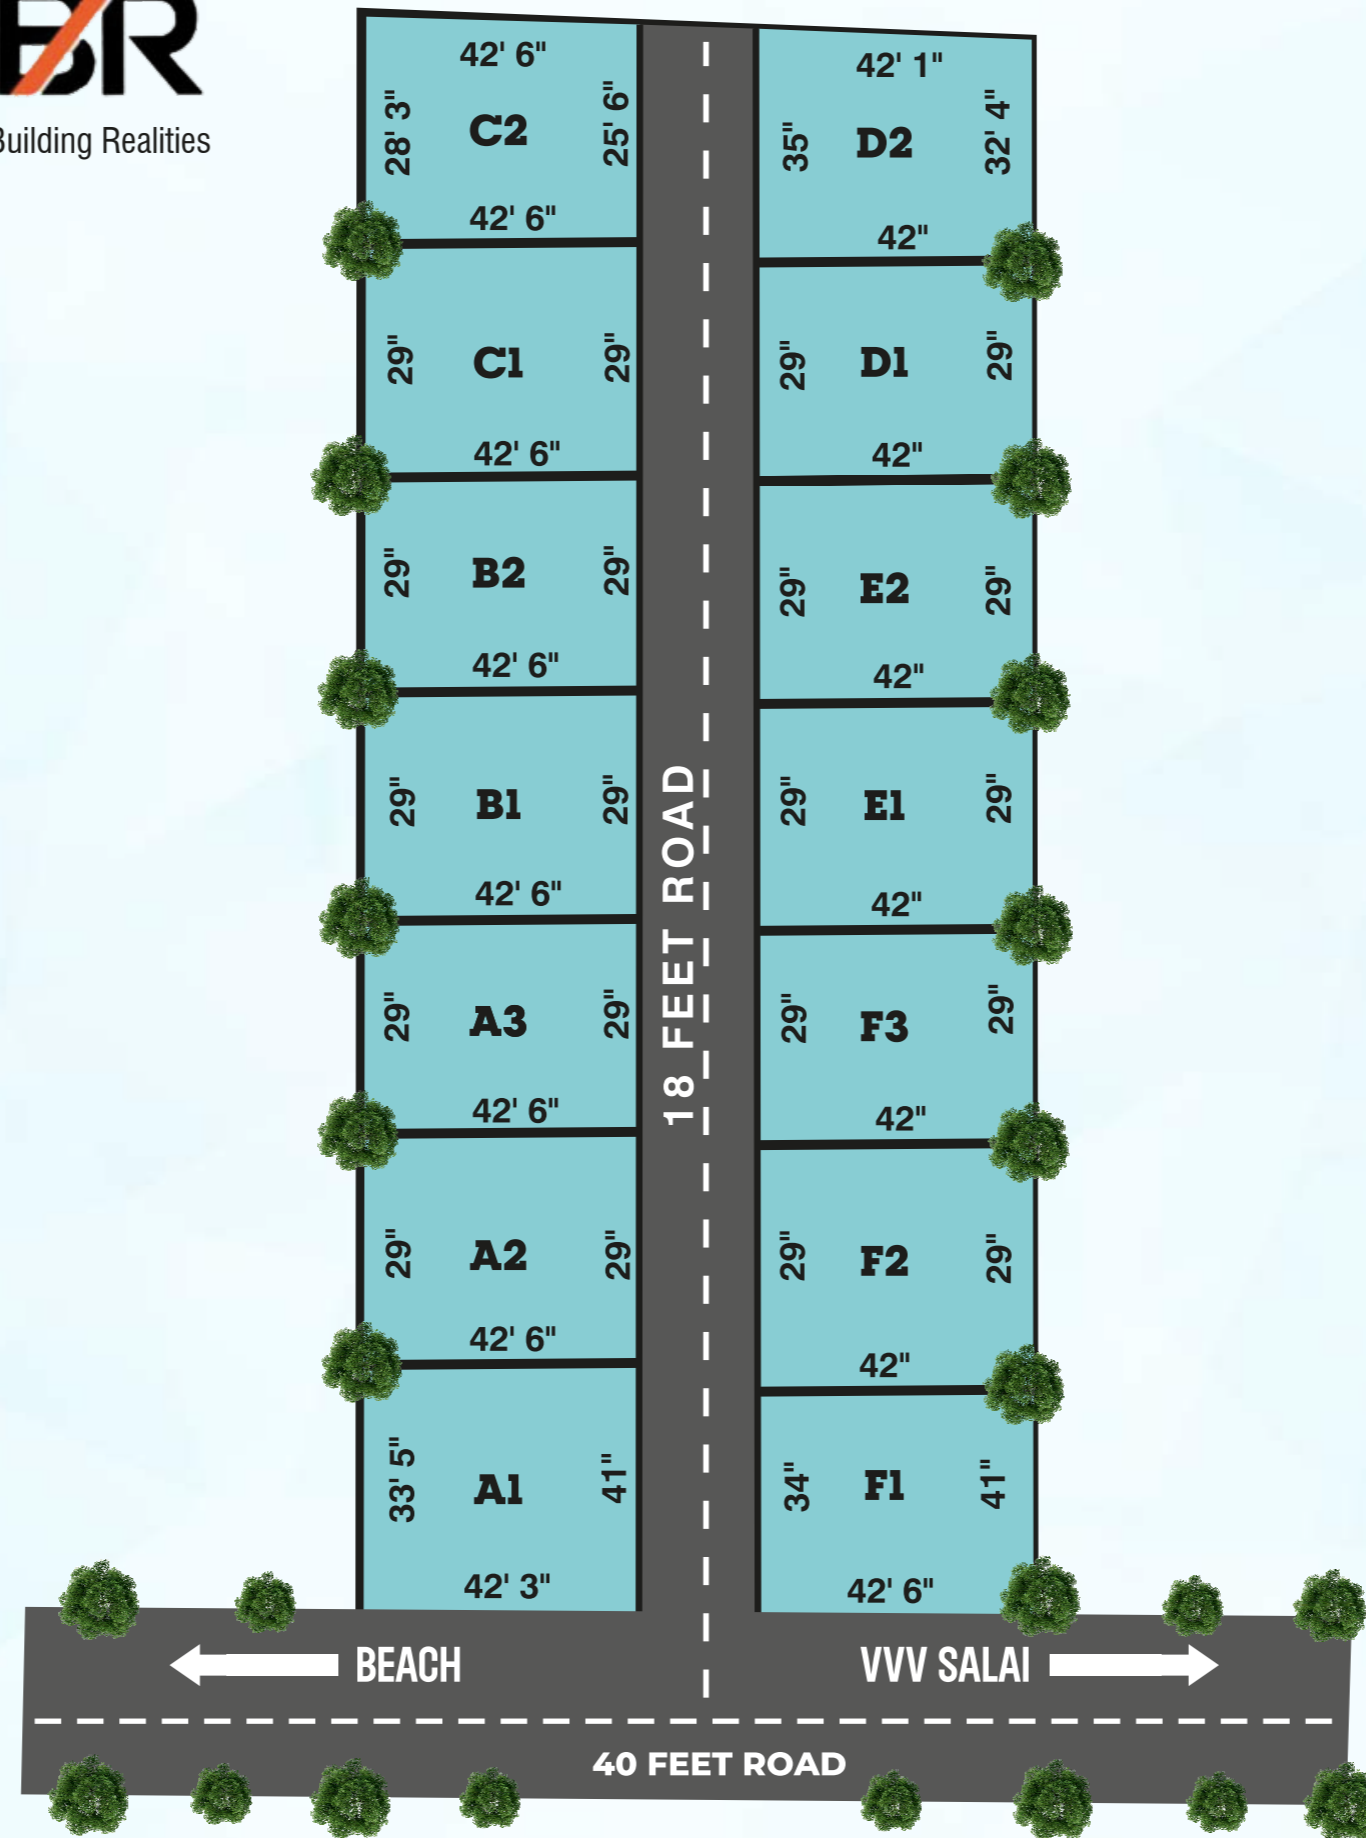 BR
Building Realities
42' 6"
28' 3"
C2
25' 6"
42' 6"
29"
C1
29"
42' 6"
29"
B2
29"
42' 6"
29"
B1
29"
42' 6"
29"
A3
29"
42' 6"
29"
A2
29"
42' 6"
33' 5"
A1
41"
42' 3"
18 FEET ROAD
42' 1"
35"
D2
32' 4"
42"
29"
D1
29"
42"
29"
E2
29"
42"
29"
E1
29"
42"
29"
F3
29"
42"
29"
F2
29"
42"
34"
F1
41"
42' 6"
BEACH
VVV SALAI
40 FEET ROAD